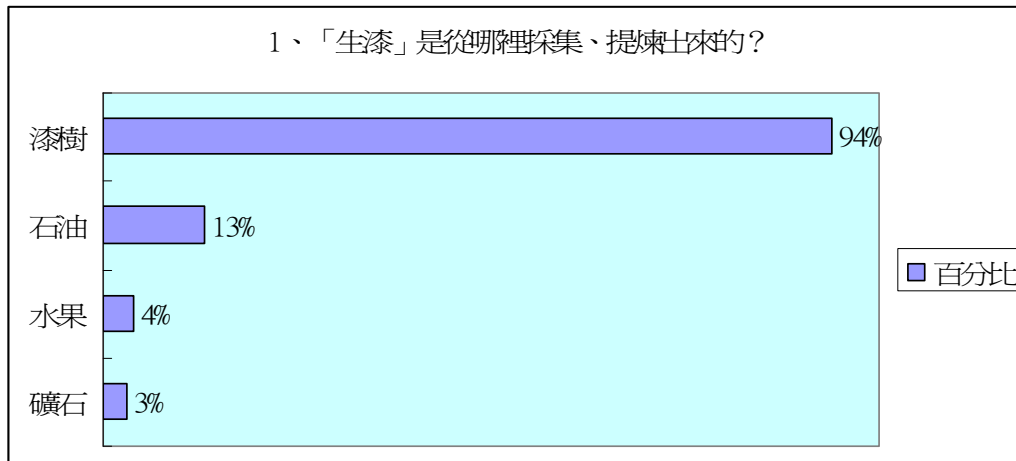 1、「生漆」是從哪裡採集、提煉出來的？
漆樹
94%
石油
13%
百分比
水果
4%
礦石
3%